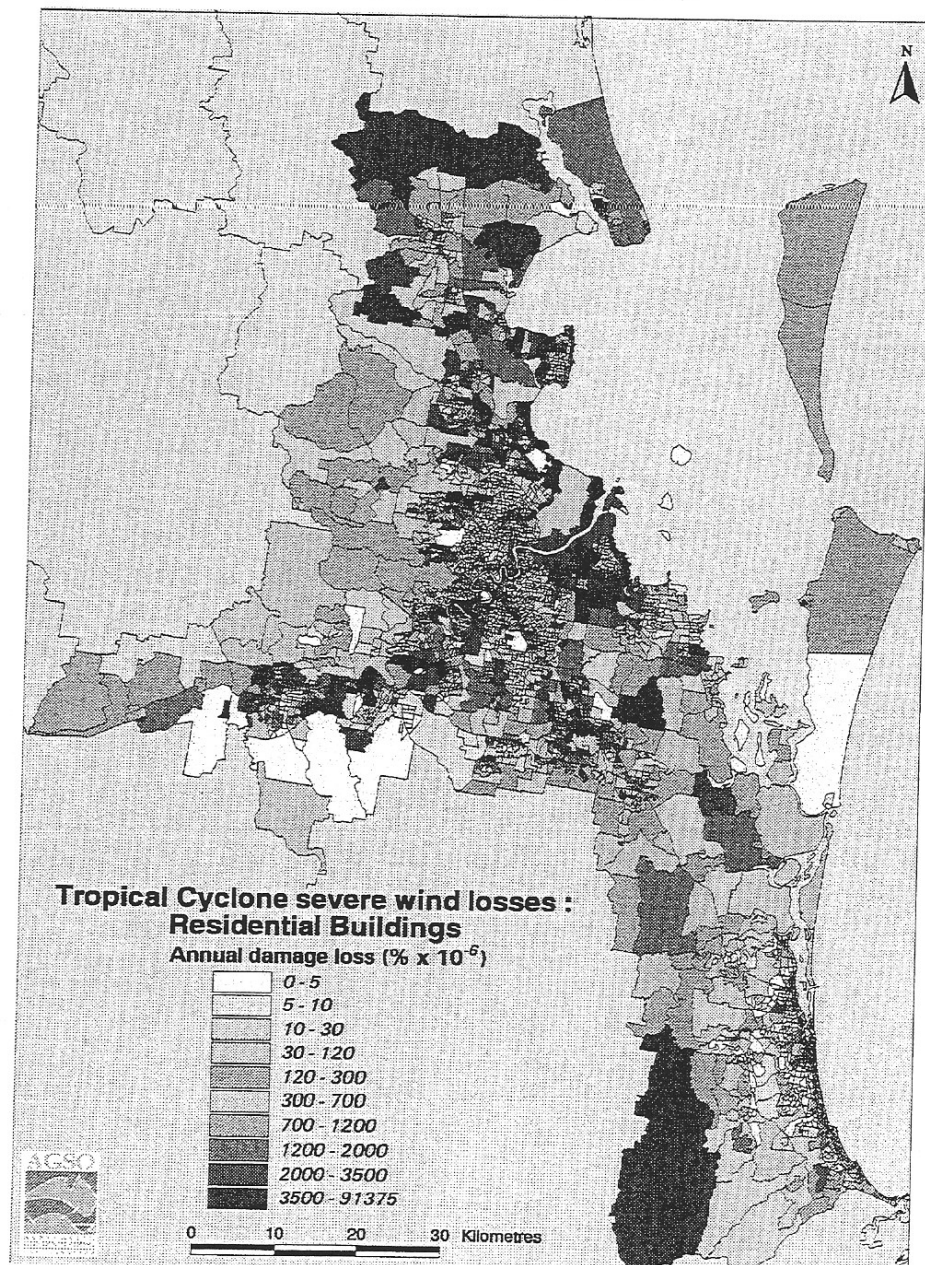 N
Tropical Cyclone severe wind losses :
Residential Buildings
Annual damage loss (% x 10⁻⁶)
0 - 5
5 - 10
10 - 30
30 - 120
120 - 300
300 - 700
700 - 1200
1200 - 2000
2000 - 3500
3500 - 91375
AGSO
0 10 20 30 Kilometres